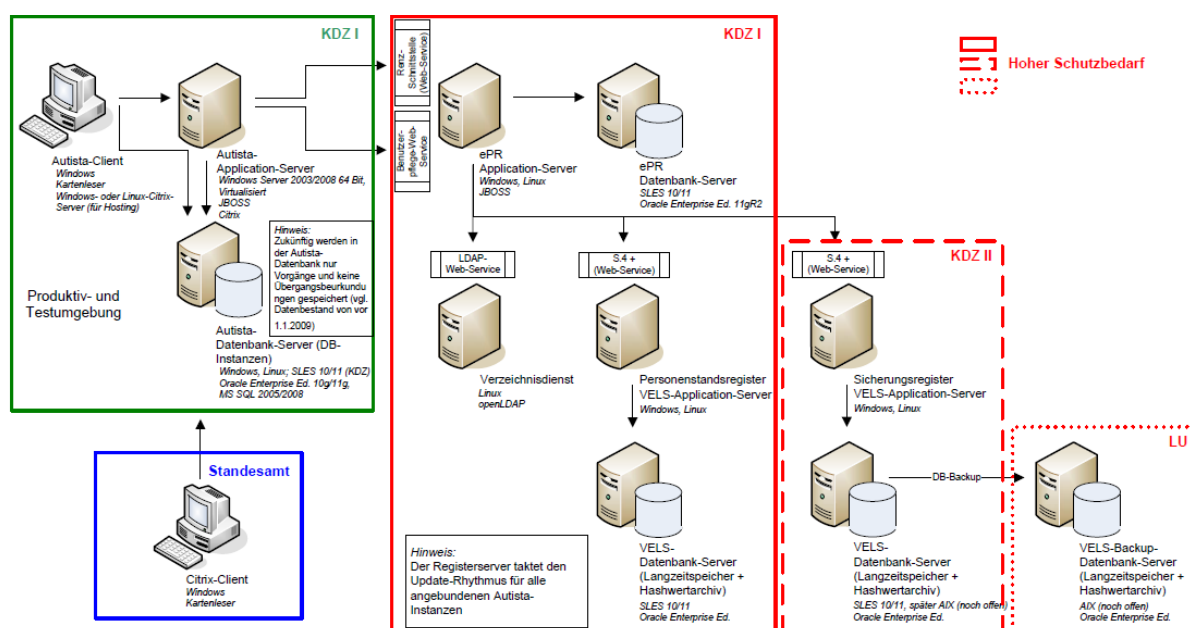 KDZ I
Autista-Client
Windows
Kartenleser
Windows- oder Linux-Citrix-
Server (für Hosting)
Autista-
Application-Server
Windows Server 2003/2008 64 Bit,
Virtualisiert
JBOSS
Citrix
Hinweis:
Zukünftig werden in
der Autista-
Datenbank nur
Vorgänge und keine
Übergangsbeurkundu
ngen gespeichert (vgl.
Datenbestand von vor
1.1.2009)
Produktiv- und
Testumgebung
Autista-
Datenbank-Server (DB-
Instanzen)
Windows, Linux; SLES 10/11 (KDZ)
Oracle Enterprise Ed. 10g/11g,
MS SQL 2005/2008
Standesamt
Citrix-Client
Windows
Kartenleser
KDZ I
Renz-
Schnittstelle
(Web-Service)
Benutzer-
pflege-Web-
Service
ePR
Application-Server
Windows, Linux
JBOSS
ePR
Datenbank-Server
SLES 10/11
Oracle Enterprise Ed. 11gR2
LDAP-
Web-Service
S.4 +
(Web-Service)
Verzeichnisdienst
Linux
openLDAP
Personenstandsregister
VELS-Application-Server
Windows, Linux
Hinweis:
Der Registerserver taktet den
Update-Rhythmus für alle
angebundenen Autista-
Instanzen
VELS-
Datenbank-Server
(Langzeitspeicher +
Hashwertarchiv)
SLES 10/11
Oracle Enterprise Ed.
Hoher Schutzbedarf
KDZ II
S.4 +
(Web-Service)
Sicherungsregister
VELS-Application-Server
Windows, Linux
DB-Backup
VELS-
Datenbank-Server
(Langzeitspeicher +
Hashwertarchiv)
SLES 10/11, später AIX (noch offen)
Oracle Enterprise Ed.
LU
VELS-Backup-
Datenbank-Server
(Langzeitspeicher +
Hashwertarchiv)
AIX (noch offen)
Oracle Enterprise Ed.